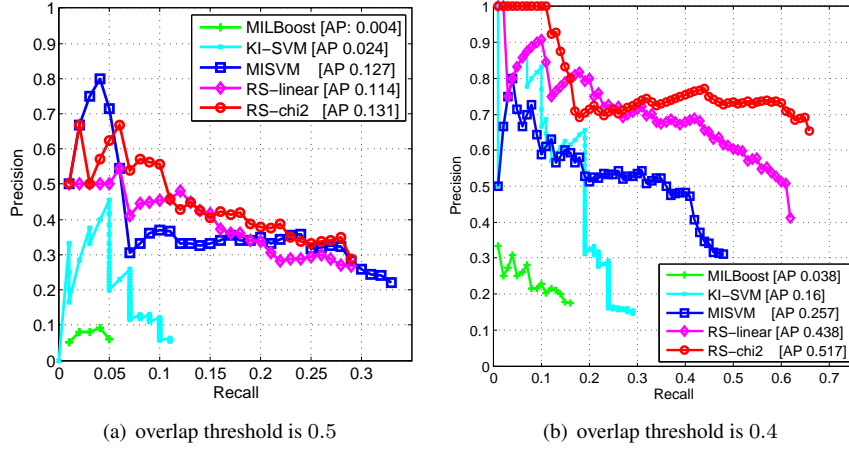 1
0.9
0.8
0.7
0.6
0.5
0.4
0.3
0.2
0.1
0
Precision
MILBoost [AP: 0.004]
KI−SVM [AP 0.024]
MISVM [AP 0.127]
RS−linear [AP 0.114]
RS−chi2 [AP 0.131]
0 0.05 0.1 0.15 0.2 0.25 0.3
Recall
(a) overlap threshold is 0.5
1
0.9
0.8
0.7
0.6
0.5
0.4
0.3
0.2
0.1
0
Precision
MILBoost [AP 0.038]
KI−SVM [AP 0.16]
MISVM [AP 0.257]
RS−linear [AP 0.438]
RS−chi2 [AP 0.517]
0 0.1 0.2 0.3 0.4 0.5 0.6 0.7
Recall
(b) overlap threshold is 0.4